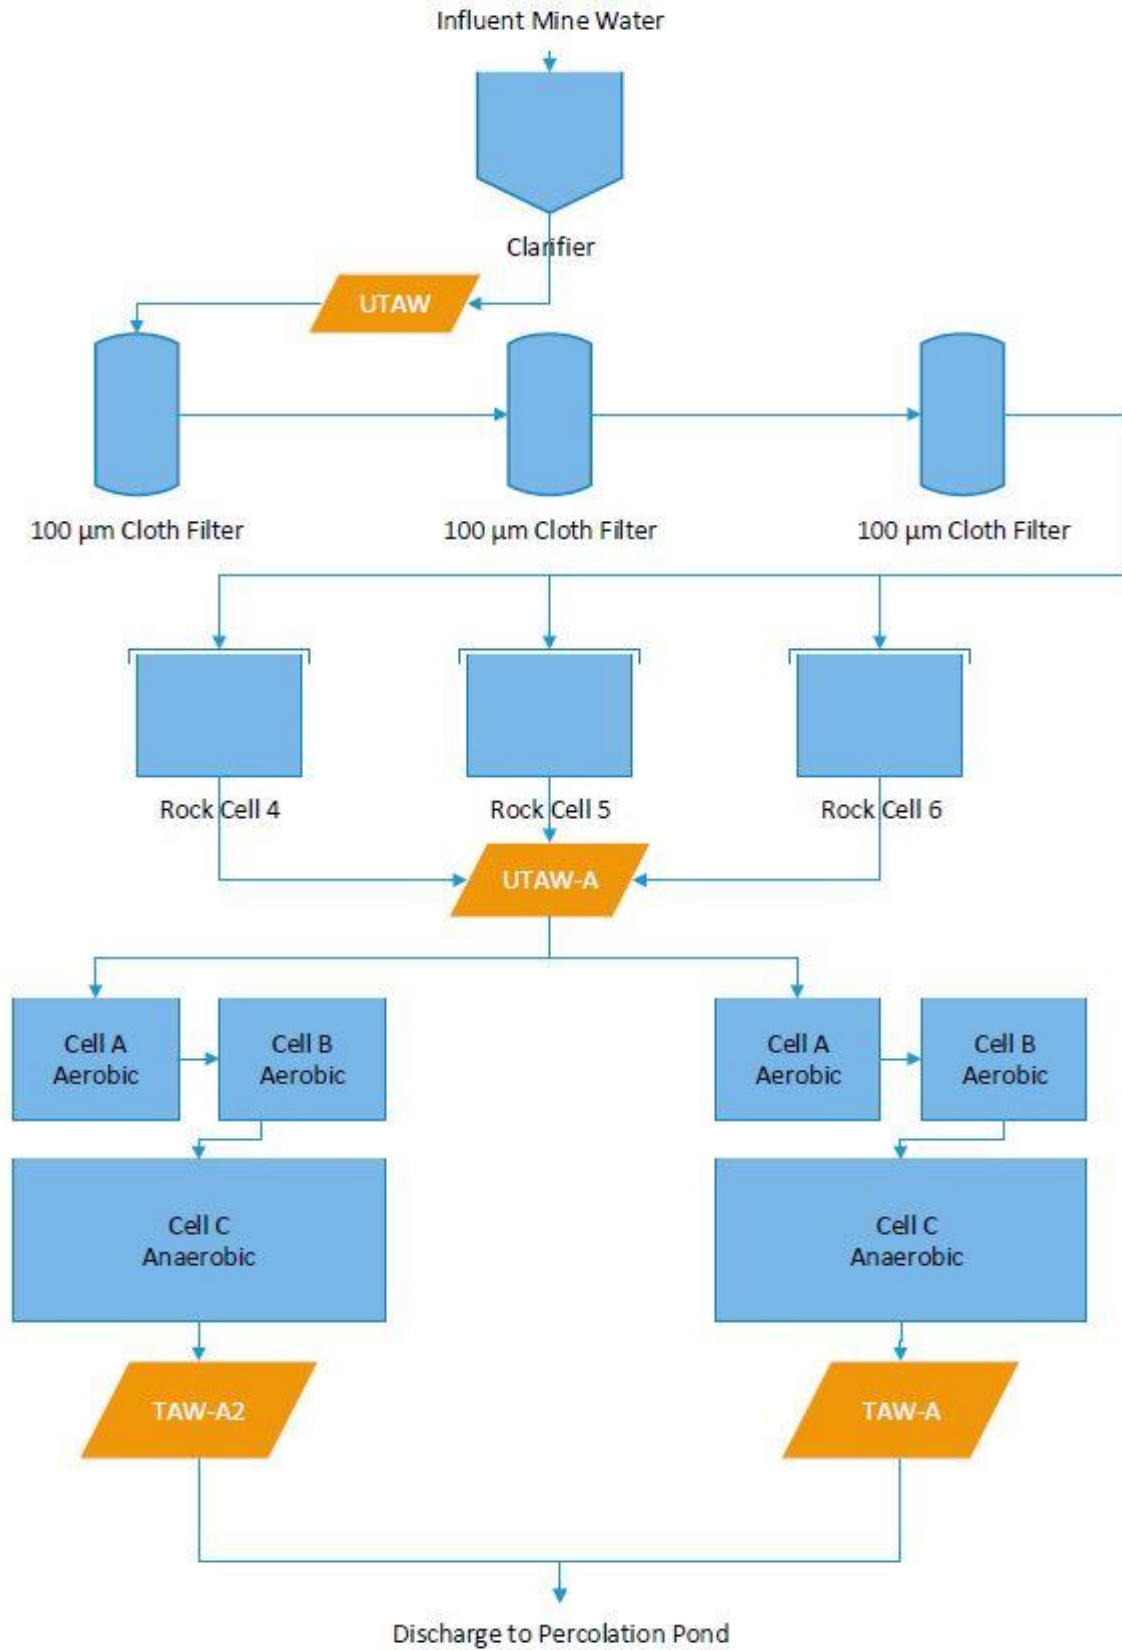 Influent Mine Water
Clarifier
UTAW
100 µm Cloth Filter
100 µm Cloth Filter
100 µm Cloth Filter
Rock Cell 4
Rock Cell 5
Rock Cell 6
UTAW-A
Cell A
Aerobic
Cell B
Aerobic
Cell A
Aerobic
Cell B
Aerobic
Cell C
Anaerobic
Cell C
Anaerobic
TAW-A2
TAW-A
Discharge to Percolation Pond